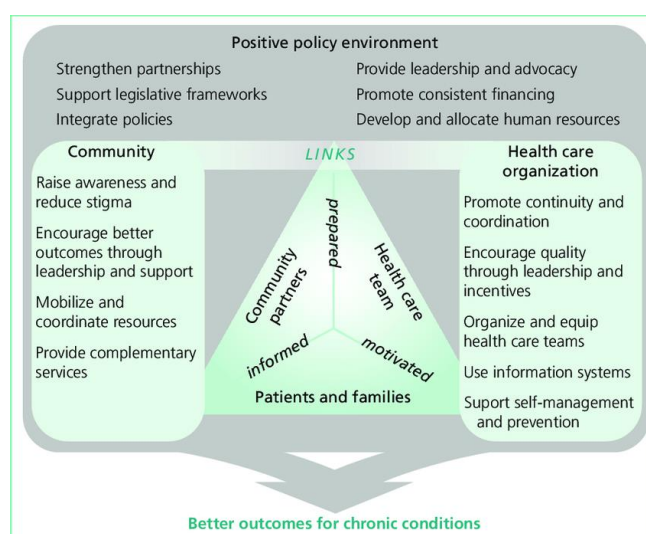 Positive policy environment
Strengthen partnerships
Support legislative frameworks
Integrate policies
Provide leadership and advocacy
Promote consistent financing
Develop and allocate human resources
Community
Raise awareness and
reduce stigma
Encourage better
outcomes through
leadership and support
Mobilize and
coordinate resources
Provide complementary
services
LINKS
prepared
Community
partners
Health care
team
informed
motivated
Patients and families
Health care
organization
Promote continuity and
coordination
Encourage quality
through leadership and
incentives
Organize and equip
health care teams
Use information systems
Suport self-management
and prevention
Better outcomes for chronic conditions